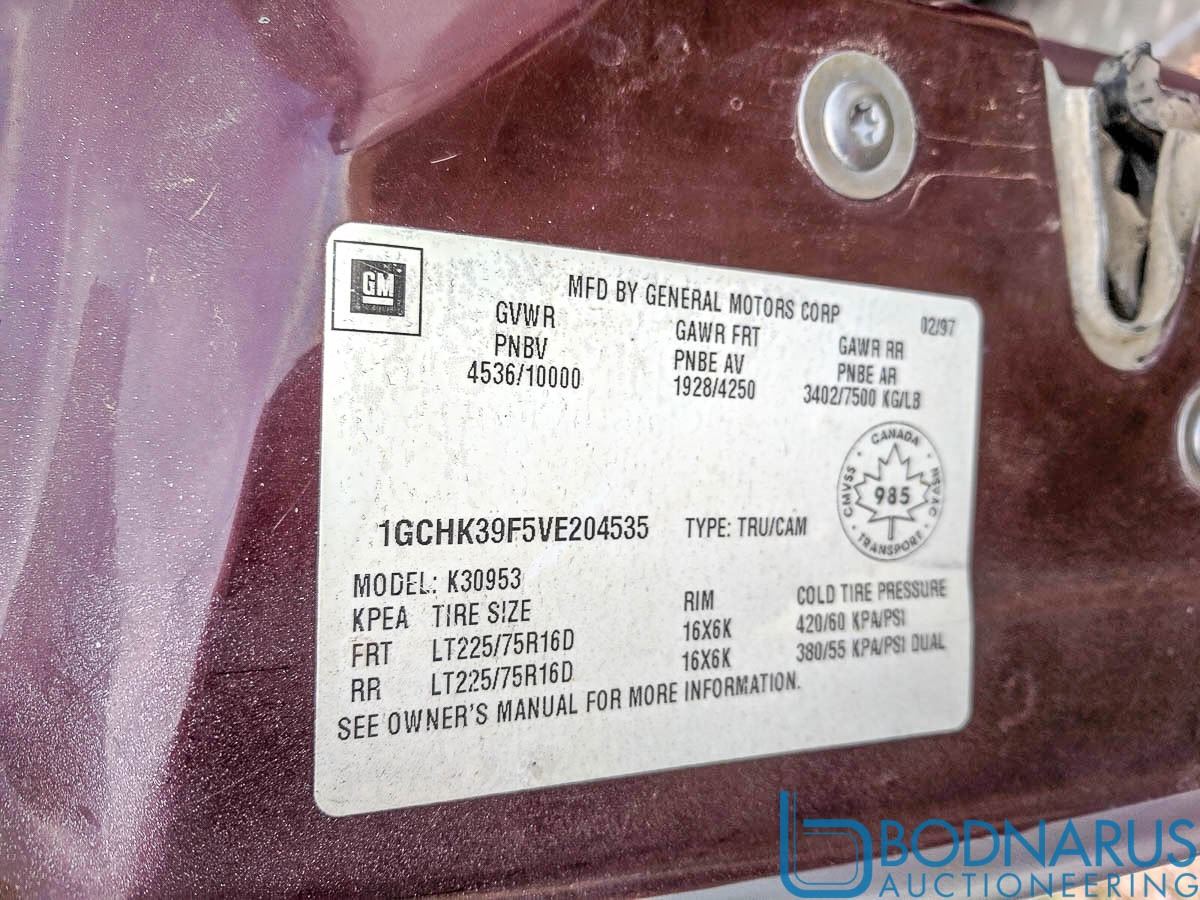 GM
MFD BY GENERAL MOTORS CORP 02/97
GVWR GAWR FRT GAWR RR
PNBV PNBE AV PNBE AR
4536/10000 1928/4250 3402/7500 KG/LB
CANADA
CMVSS NSVAC
985
TRANSPORT
1GCHK39F5VE204535 TYPE: TRU/CAM
MODEL: K30953
KPEA TIRE SIZE RIM COLD TIRE PRESSURE
FRT LT225/75R16D 16X6K 420/60 KPA/PSI
RR LT225/75R16D 16X6K 380/55 KPA/PSI DUAL
SEE OWNER'S MANUAL FOR MORE INFORMATION.
BODNARUS
AUCTIONEERING